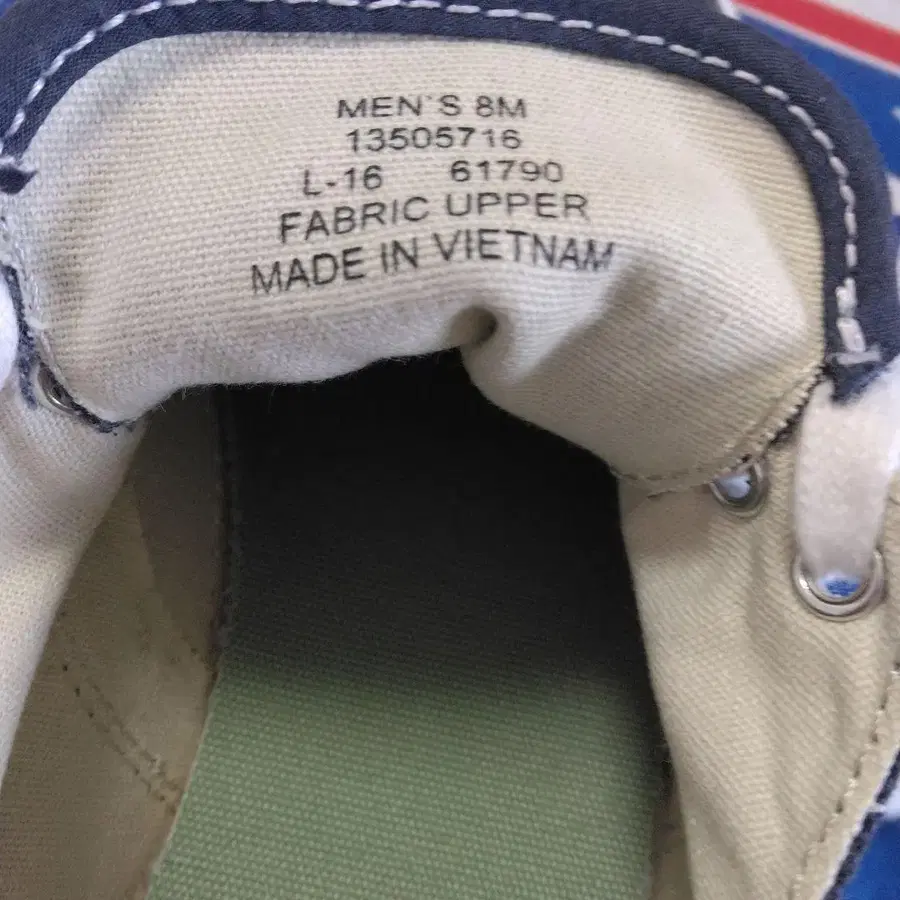 MEN'S 8M
13505716
L-16 61790
FABRIC UPPER
MADE IN VIETNAM